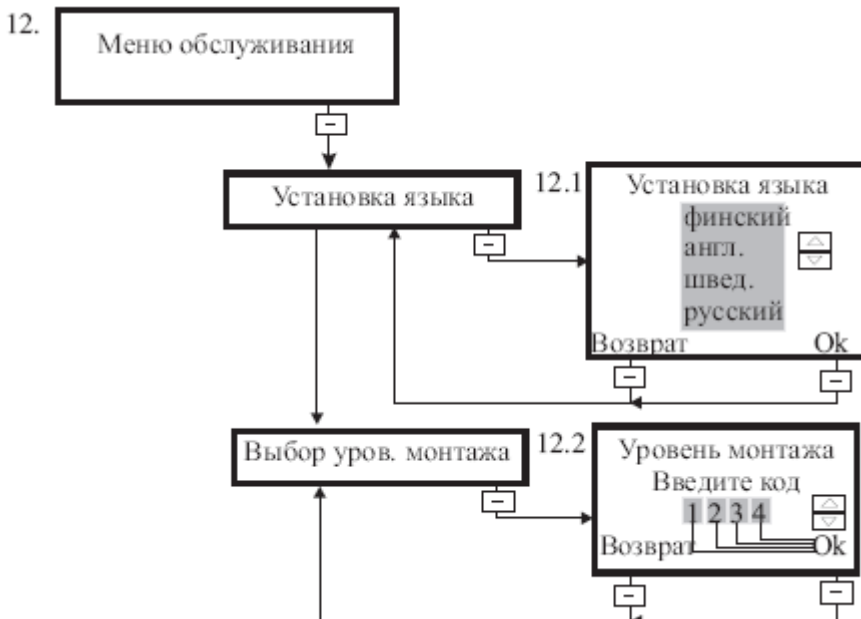 12.
Меню обслуживания
Установка языка
12.1
Установка языка
финский
англ.
швед.
русский
Возврат Ok
Выбор уров. монтажа
12.2
Уровень монтажа
Введите код
1 2 3 4
Возврат Ok